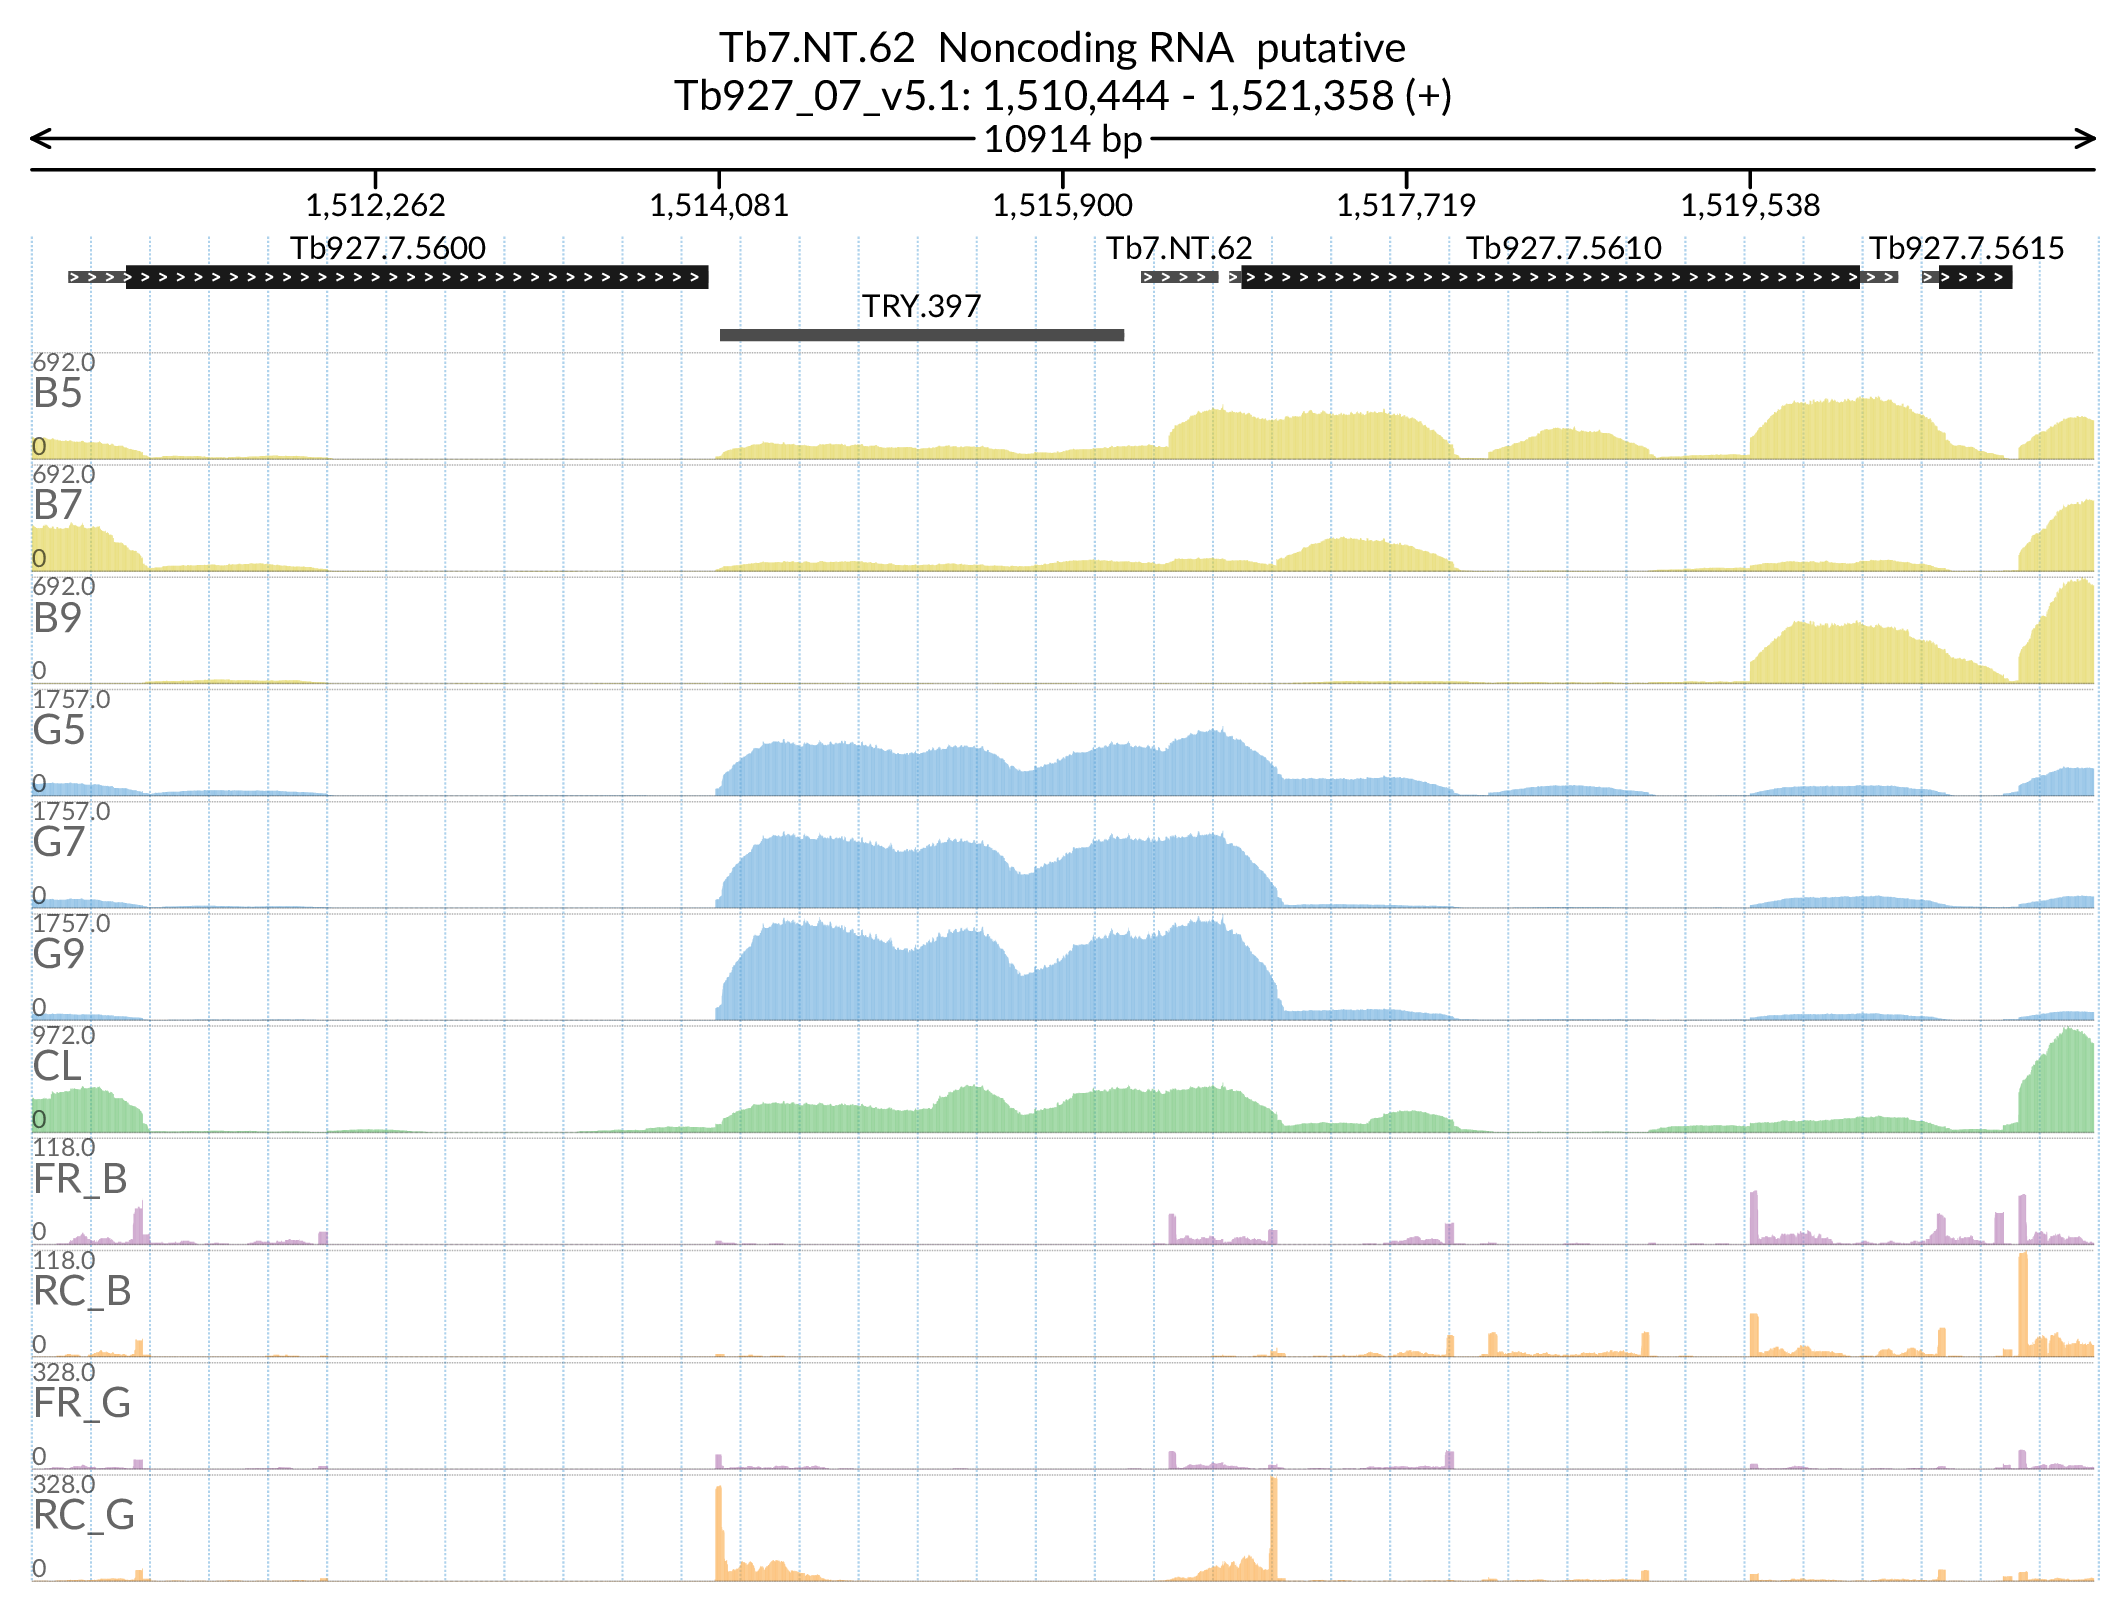 Tb7.NT.62  Noncoding RNA  putative
Tb927_07_v5.1: 1,510,444 - 1,521,358 (+)
10914 bp
1,512,262 1,514,081 1,515,900 1,517,719 1,519,538
Tb927.7.5600 Tb7.NT.62 Tb927.7.5610 Tb927.7.5615
TRY.397
692.0
B5
0
692.0
B7
0
692.0
B9
0
1757.0
G5
0
1757.0
G7
0
1757.0
G9
0
972.0
CL
0
118.0
FR_B
0
118.0
RC_B
0
328.0
FR_G
0
328.0
RC_G
0